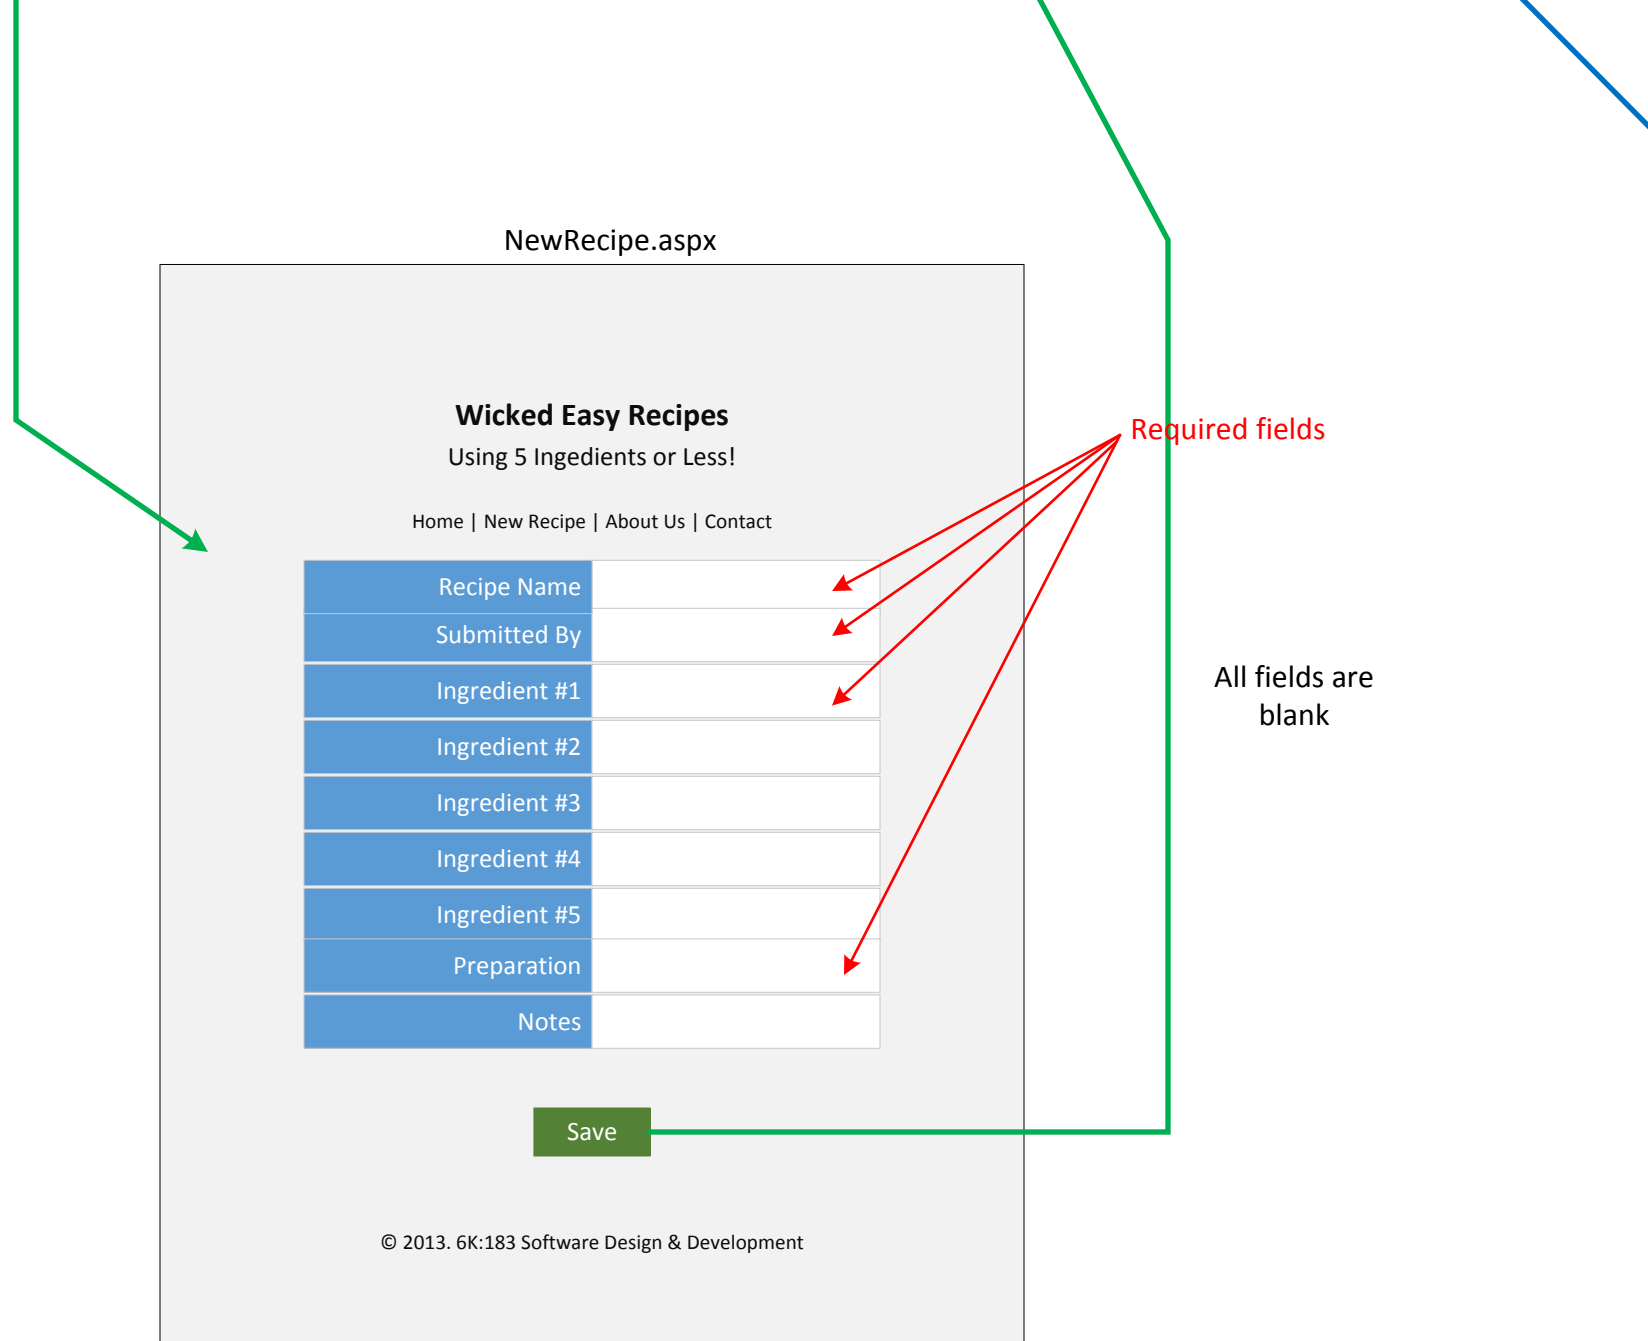 NewRecipe.aspx
Wicked Easy Recipes
Using 5 Ingedients or Less!
Home | New Recipe | About Us | Contact
Required fields
Recipe Name
Submitted By
Ingredient #1
Ingredient #2
Ingredient #3
Ingredient #4
Ingredient #5
Preparation
Notes
All fields are
blank
Save
© 2013. 6K:183 Software Design & Development